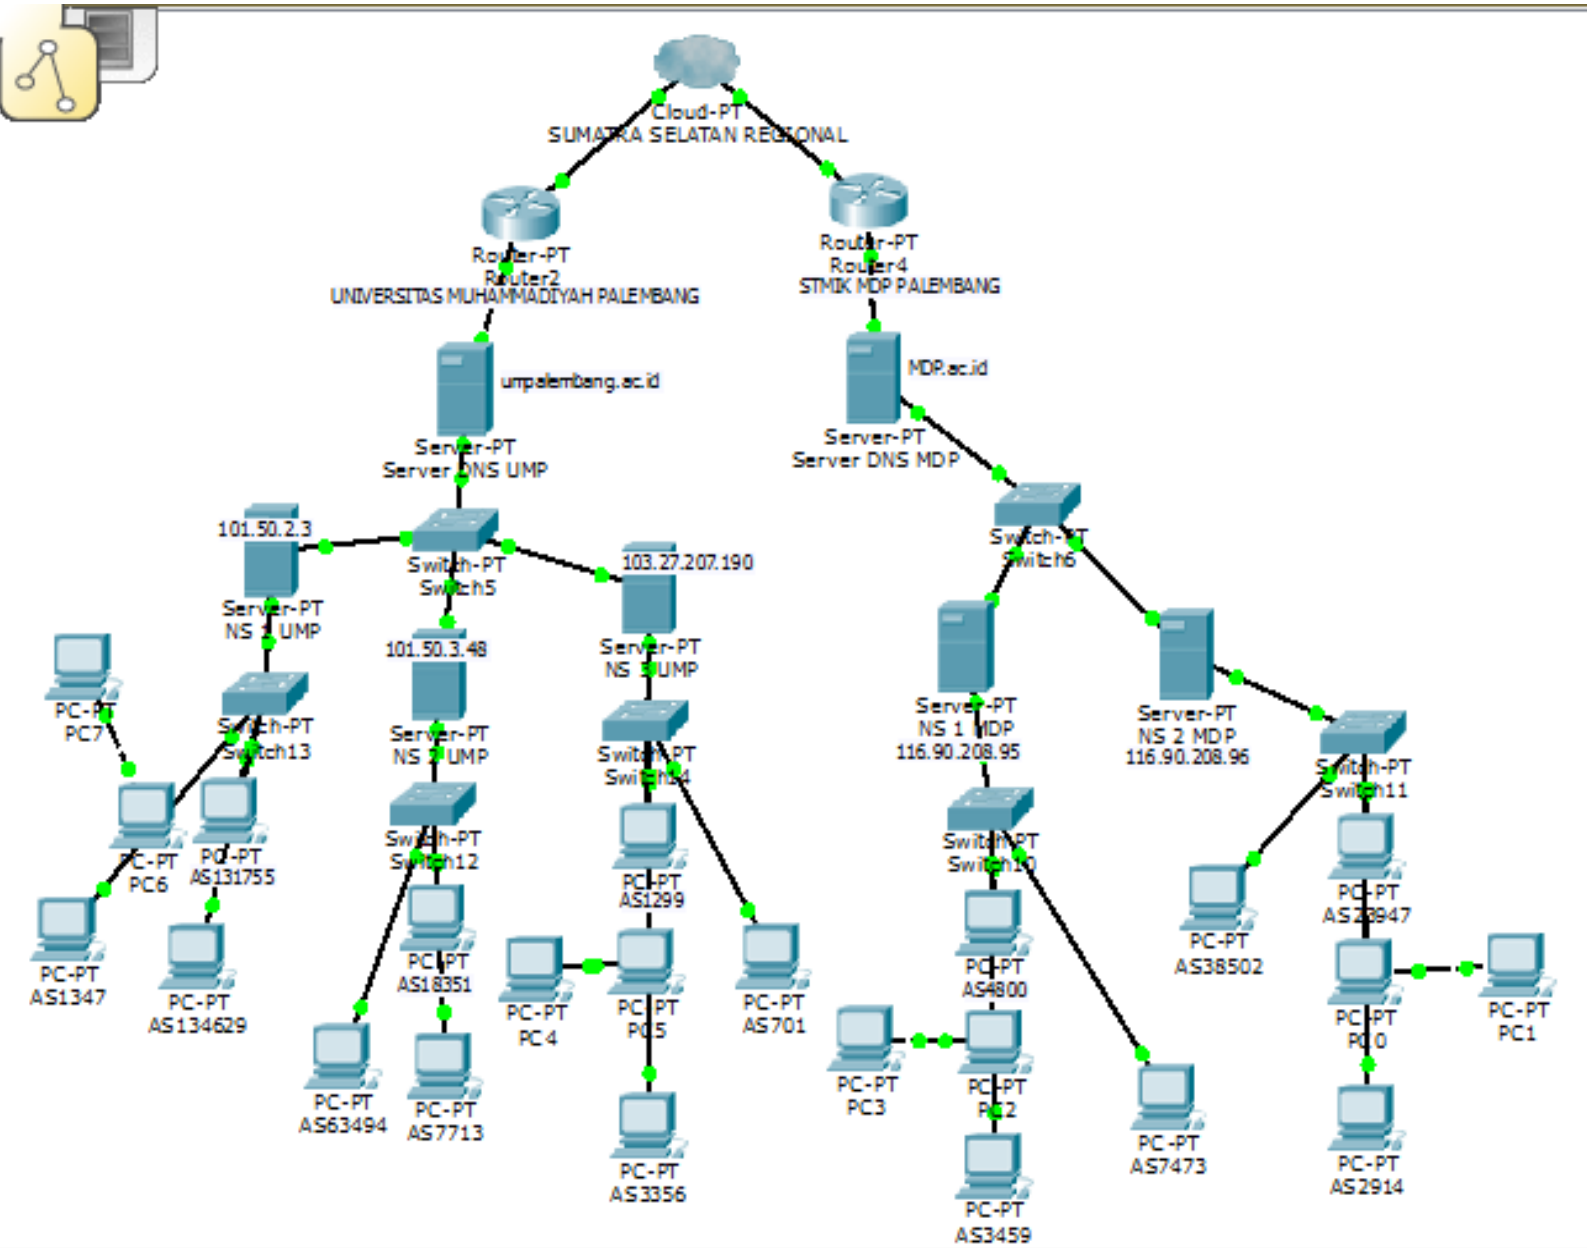 Cloud-PT
SUMATRA SELATAN REGIONAL
Router-PT
Router2
UNIVERSITAS MUHAMMADIYAH PALEMBANG
Router-PT
Router4
STMIK MDP PALEMBANG
umpalembang.ac.id
Server-PT
Server DNS UMP
MDP.ac.id
Server-PT
Server DNS MDP
101.50.2.3
Server-PT
NS 1 UMP
Switch-PT
Switch5
103.27.207.190
Server-PT
NS 3 UMP
101.50.3.48
Server-PT
NS 2 UMP
Switch-PT
Switch6
Server-PT
NS 1 MDP
116.90.208.95
Server-PT
NS 2 MDP
116.90.208.96
PC-PT
PC7
Switch-PT
Switch13
Switch-PT
Switch12
Switch-PT
Switch14
Switch-PT
Switch10
Switch-PT
Switch11
PC-PT
PC6
PC-PT
AS131755
PC-PT
AS1347
PC-PT
AS134629
PC-PT
AS18351
PC-PT
AS63494
PC-PT
AS7713
PC-PT
AS1299
PC-PT
PC4
PC-PT
PC5
PC-PT
AS701
PC-PT
AS3356
PC-PT
AS4800
PC-PT
PC3
PC-PT
PC2
PC-PT
AS3459
PC-PT
AS7473
PC-PT
AS38502
PC-PT
AS23947
PC-PT
PC0
PC-PT
PC1
PC-PT
AS2914